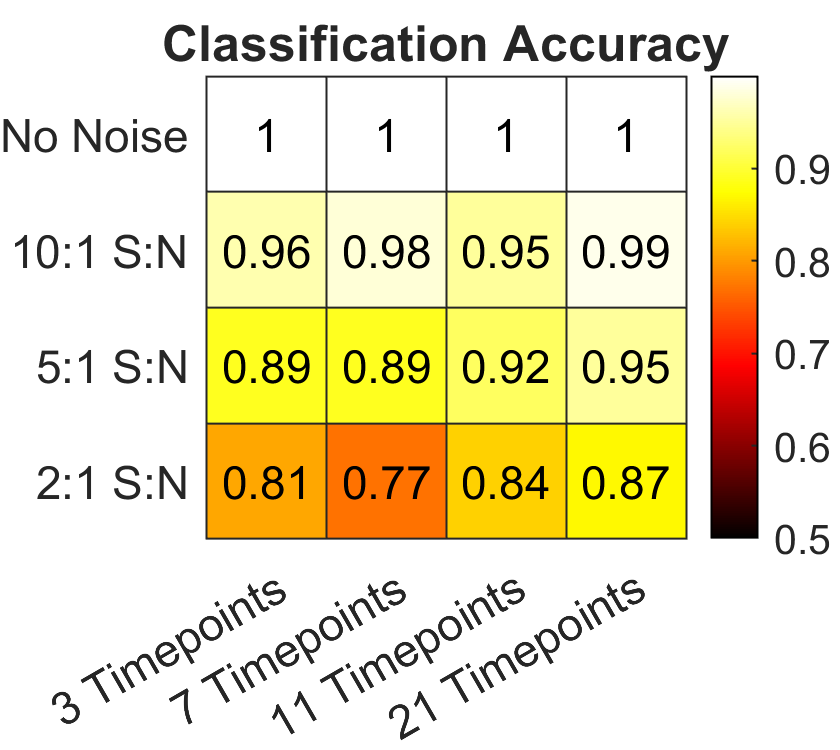 Classification Accuracy
No Noise 1 1 1 1
10:1 S:N 0.96 0.98 0.95 0.99
5:1 S:N 0.89 0.89 0.92 0.95
2:1 S:N 0.81 0.77 0.84 0.87
3 Timepoints
7 Timepoints
11 Timepoints
21 Timepoints
0.9
0.8
0.7
0.6
0.5